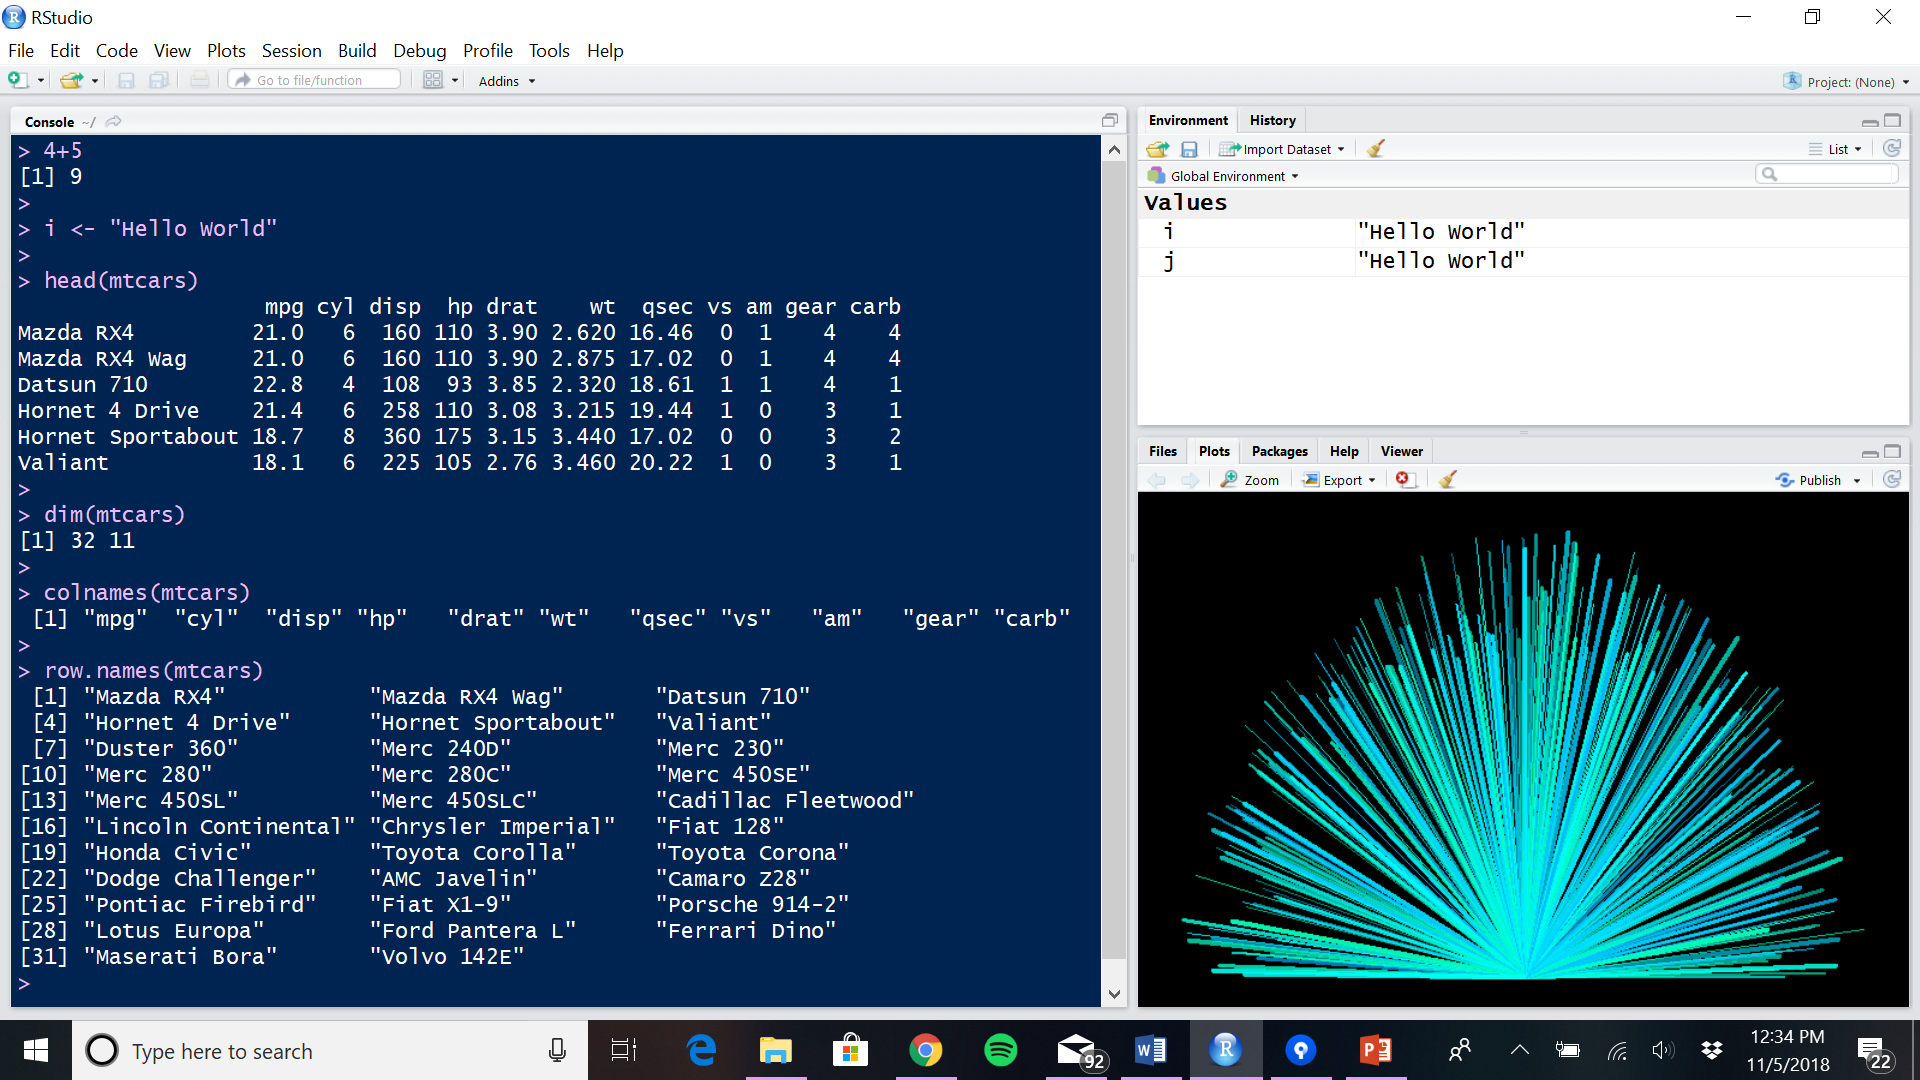 RStudio
File Edit Code View Plots Session Build Debug Profile Tools Help
Go to file/function Addins Project: (None)
Console ~/
> 4+5
[1] 9
>
> i <- "Hello World"
>
> head(mtcars)
                   mpg cyl disp  hp drat    wt  qsec vs am gear carb
Mazda RX4         21.0   6  160 110 3.90 2.620 16.46  0  1    4    4
Mazda RX4 Wag     21.0   6  160 110 3.90 2.875 17.02  0  1    4    4
Datsun 710        22.8   4  108  93 3.85 2.320 18.61  1  1    4    1
Hornet 4 Drive    21.4   6  258 110 3.08 3.215 19.44  1  0    3    1
Hornet Sportabout 18.7   8  360 175 3.15 3.440 17.02  0  0    3    2
Valiant           18.1   6  225 105 2.76 3.460 20.22  1  0    3    1
>
> dim(mtcars)
[1] 32 11
>
> colnames(mtcars)
 [1] "mpg"  "cyl"  "disp" "hp"   "drat" "wt"   "qsec" "vs"   "am"   "gear" "carb"
>
> row.names(mtcars)
 [1] "Mazda RX4"           "Mazda RX4 Wag"       "Datsun 710"
 [4] "Hornet 4 Drive"      "Hornet Sportabout"   "Valiant"
 [7] "Duster 360"          "Merc 240D"           "Merc 230"
[10] "Merc 280"            "Merc 280C"           "Merc 450SE"
[13] "Merc 450SL"          "Merc 450SLC"         "Cadillac Fleetwood"
[16] "Lincoln Continental" "Chrysler Imperial"   "Fiat 128"
[19] "Honda Civic"         "Toyota Corolla"      "Toyota Corona"
[22] "Dodge Challenger"    "AMC Javelin"         "Camaro Z28"
[25] "Pontiac Firebird"    "Fiat X1-9"           "Porsche 914-2"
[28] "Lotus Europa"        "Ford Pantera L"      "Ferrari Dino"
[31] "Maserati Bora"       "Volvo 142E"
>
Environment History
Import Dataset List
Global Environment
Values
i "Hello World"
j "Hello World"
Files Plots Packages Help Viewer
Zoom Export Publish
Type here to search
92
12:34 PM
11/5/2018
22